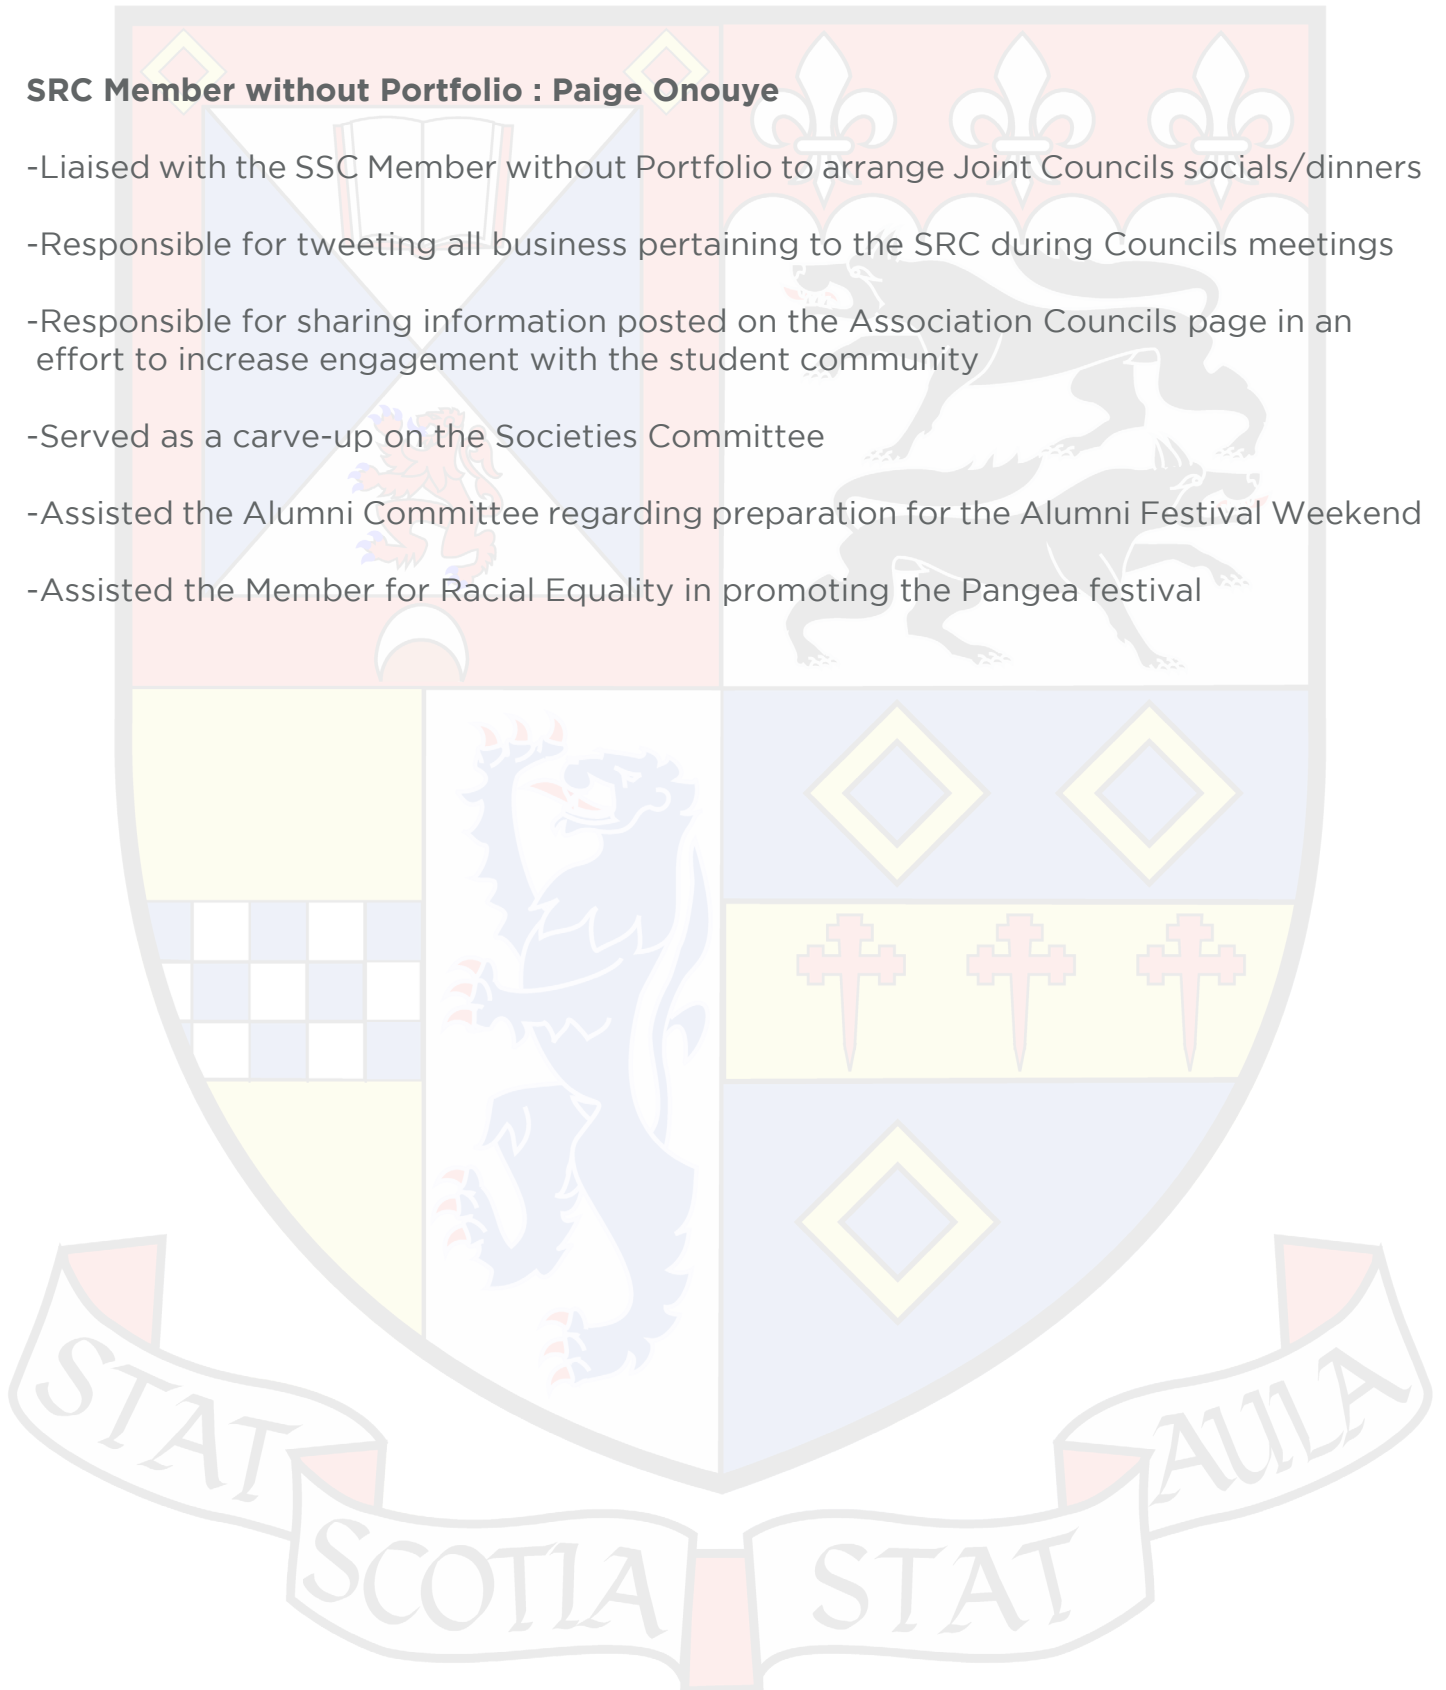 SRC Member without Portfolio : Paige Onouye
-Liaised with the SSC Member without Portfolio to arrange Joint Councils socials/dinners
-Responsible for tweeting all business pertaining to the SRC during Councils meetings
-Responsible for sharing information posted on the Association Councils page in an
effort to increase engagement with the student community
-Served as a carve-up on the Societies Committee
-Assisted the Alumni Committee regarding preparation for the Alumni Festival Weekend
-Assisted the Member for Racial Equality in promoting the Pangea festival
STAT
SCOTIA
STAT
AULA